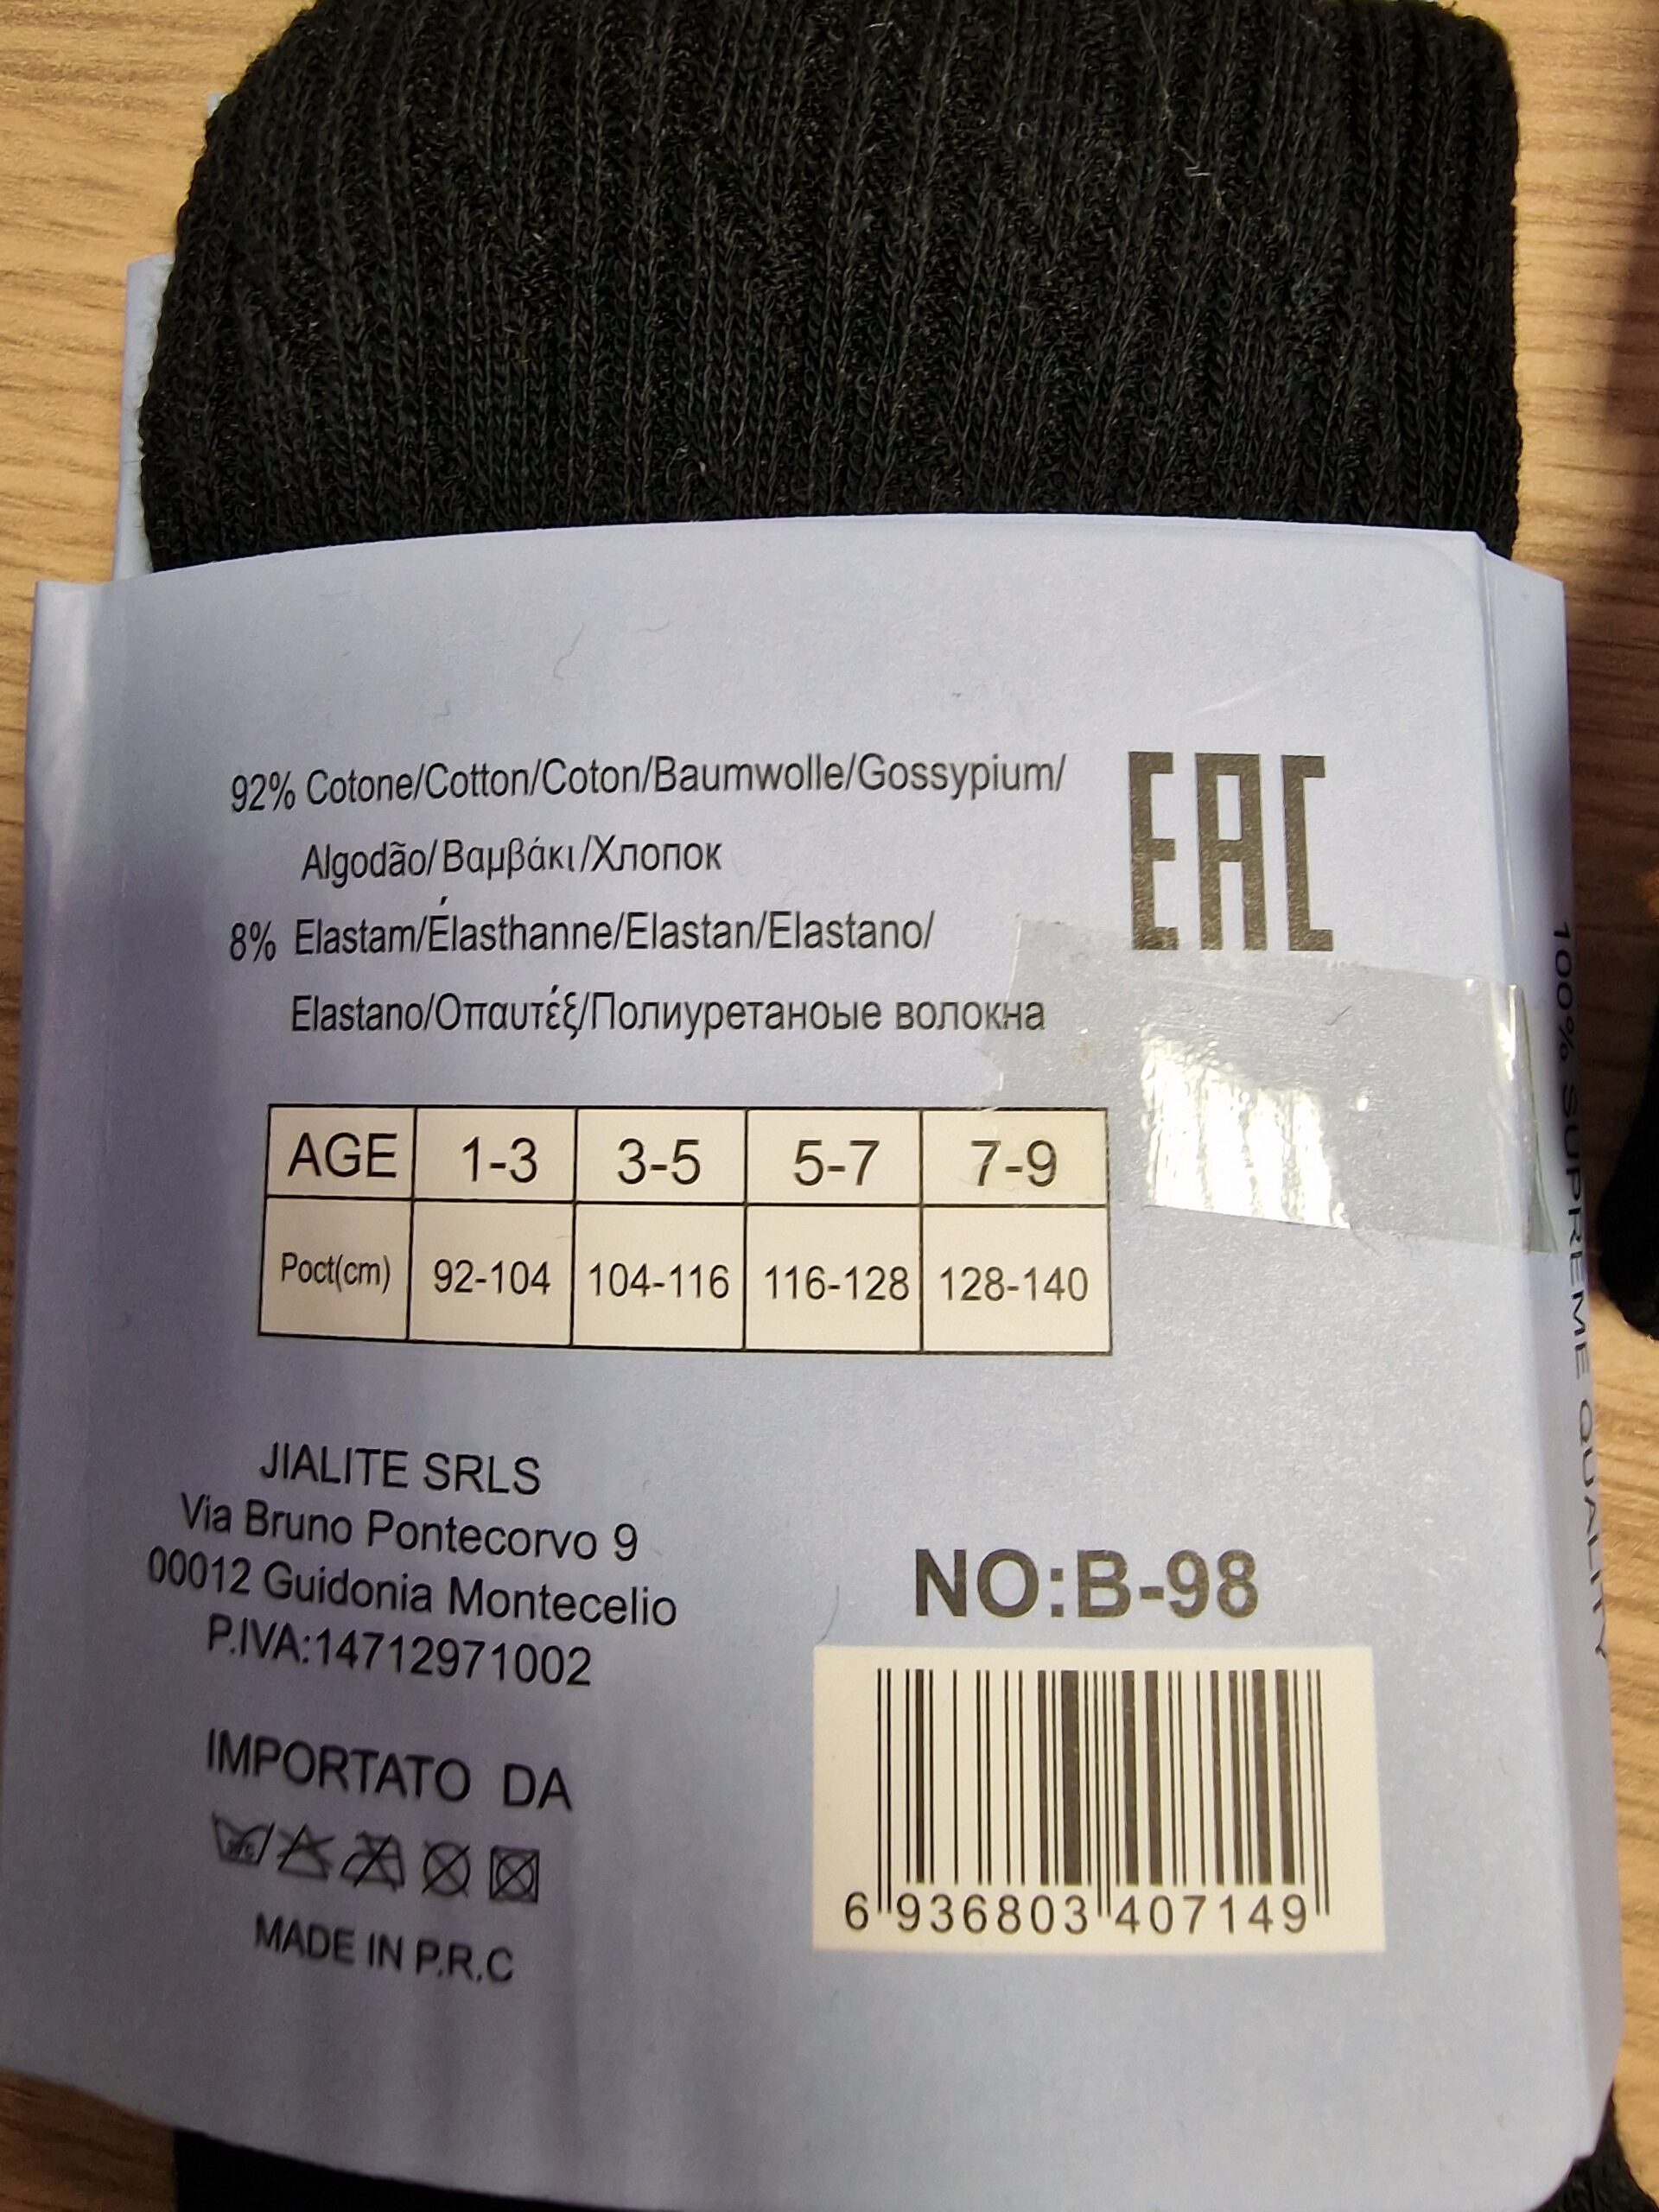 92% Cotone/Cotton/Coton/Baumwolle/Gossypium/
Algodão/Βαμβάκι/Хлопок
8% Elastam/Élasthanne/Elastan/Elastano/
Elastano/Οπαυτέξ/Полиуретаноые волокна
EAC
AGE 1-3 3-5 5-7 7-9
Рост(cm) 92-104 104-116 116-128 128-140
100% SUPREME QUALITY
JIALITE SRLS
Via Bruno Pontecorvo 9
00012 Guidonia Montecelio
P.IVA:14712971002
IMPORTATO DA
MADE IN P.R.C
NO:B-98
6 936803 407149